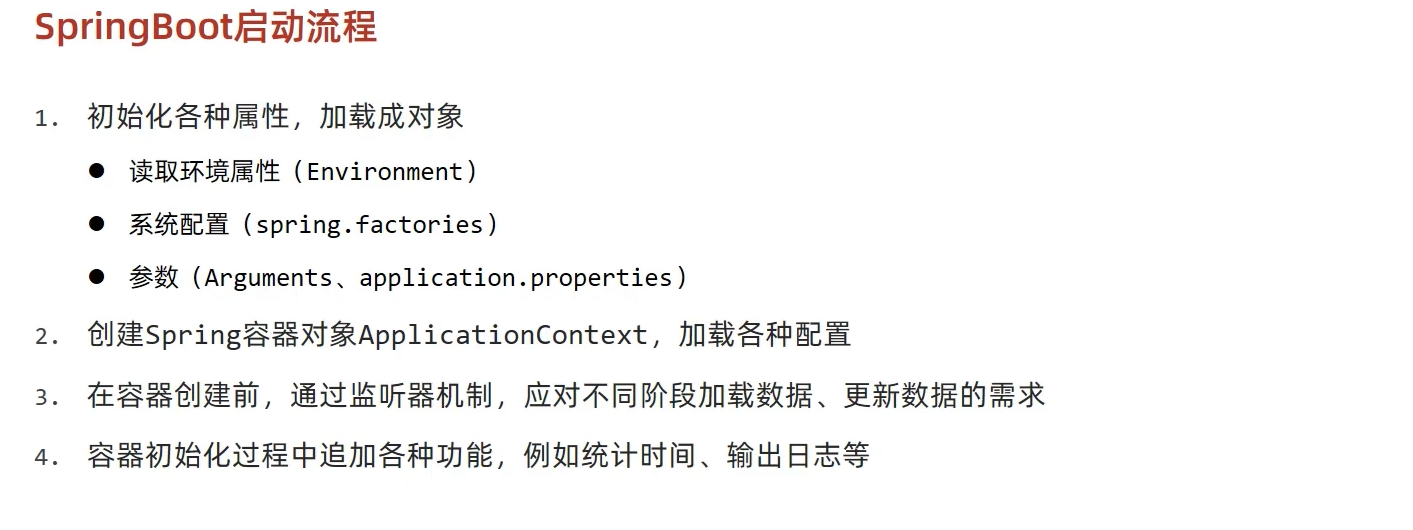 SpringBoot启动流程
1. 初始化各种属性，加载成对象
● 读取环境属性（Environment）
● 系统配置（spring.factories）
● 参数（Arguments、application.properties）
2. 创建Spring容器对象ApplicationContext，加载各种配置
3. 在容器创建前，通过监听器机制，应对不同阶段加载数据、更新数据的需求
4. 容器初始化过程中追加各种功能，例如统计时间、输出日志等